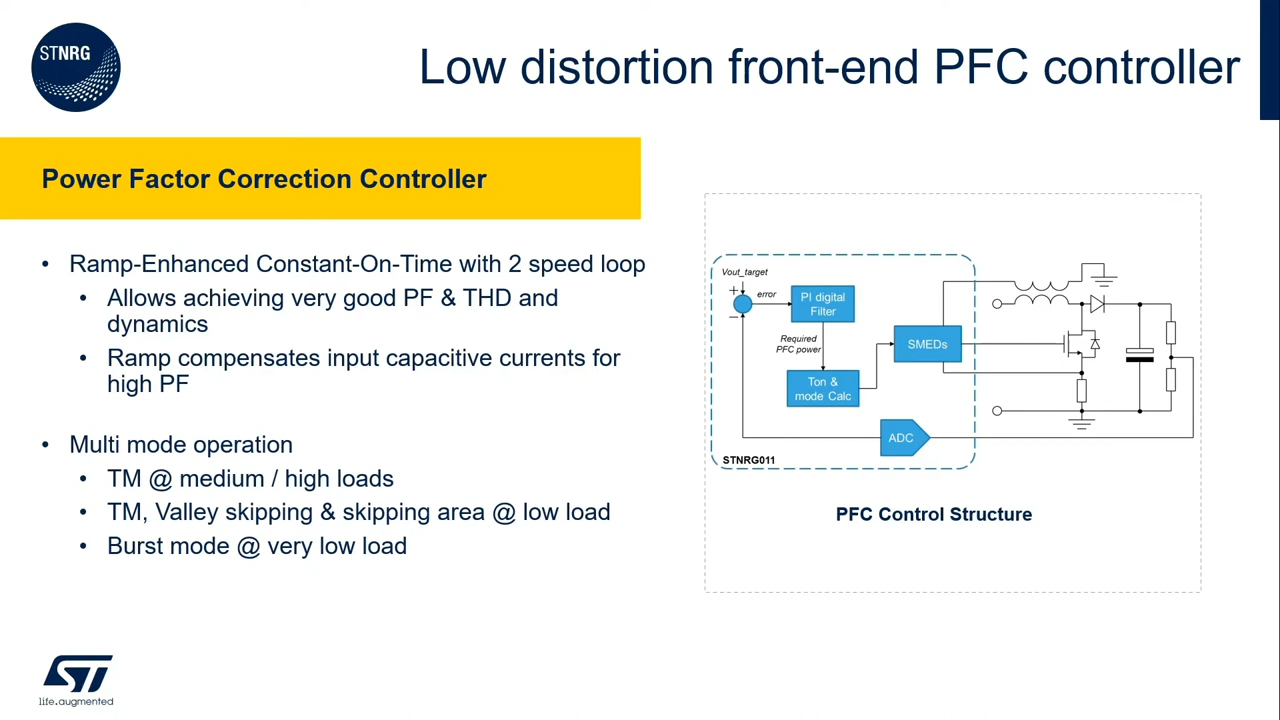 STNRG
Low distortion front-end PFC controller
Power Factor Correction Controller
• Ramp-Enhanced Constant-On-Time with 2 speed loop
• Allows achieving very good PF & THD and
dynamics
• Ramp compensates input capacitive currents for
high PF
• Multi mode operation
• TM @ medium / high loads
• TM, Valley skipping & skipping area @ low load
• Burst mode @ very low load
Vout_target
+
error
−
PI digital
Filter
Required
PFC power
SMEDs
Ton &
mode Calc
ADC
STNRG011
PFC Control Structure
ST
life.augmented